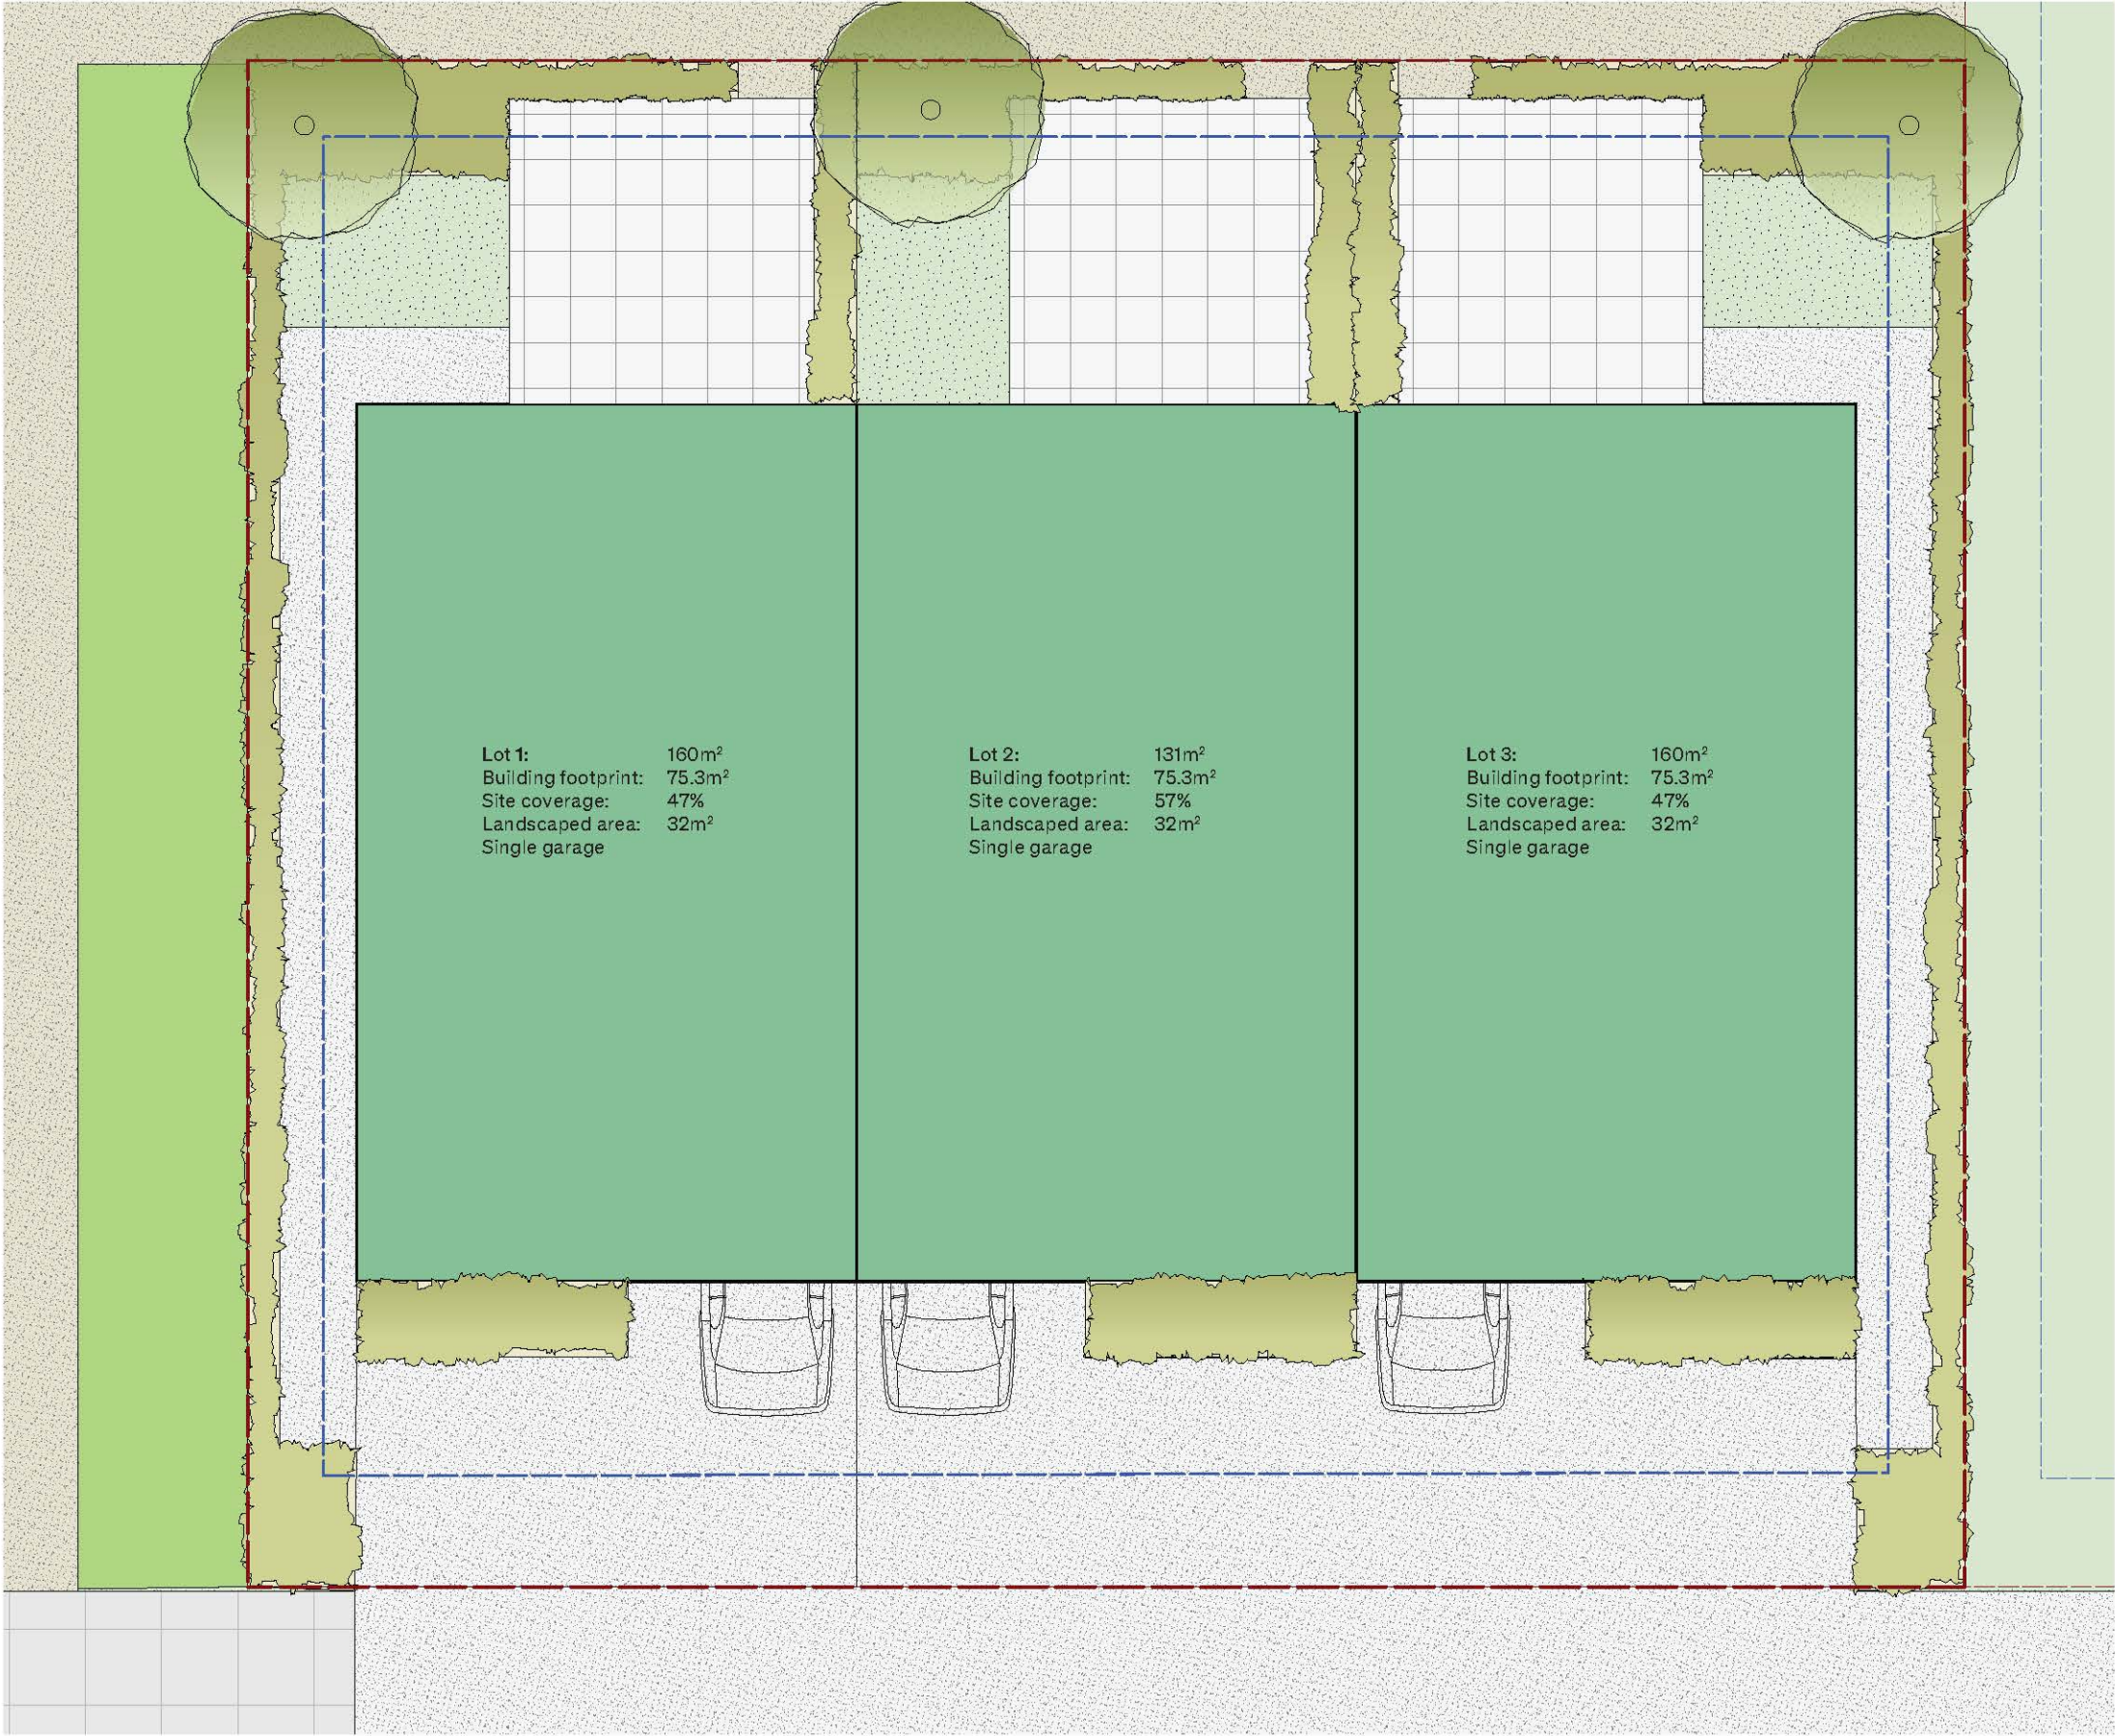 Lot 1: 160m²
Building footprint: 75.3m²
Site coverage: 47%
Landscaped area: 32m²
Single garage
Lot 2: 131m²
Building footprint: 75.3m²
Site coverage: 57%
Landscaped area: 32m²
Single garage
Lot 3: 160m²
Building footprint: 75.3m²
Site coverage: 47%
Landscaped area: 32m²
Single garage